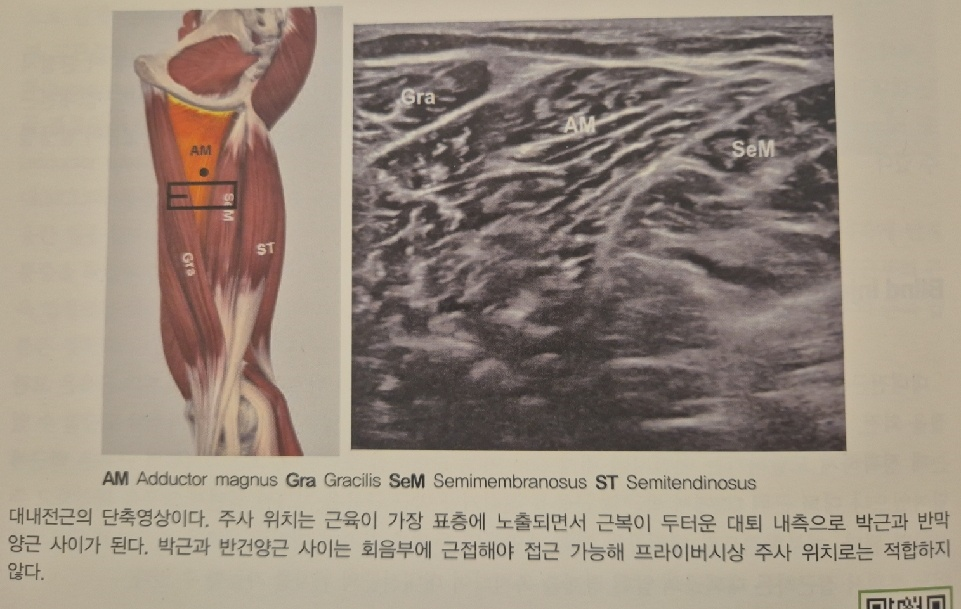 AM
SeM
ST
Gra
Gra
AM
SeM
AM Adductor magnus Gra Gracilis SeM Semimembranosus ST Semitendinosus
대내전근의 단축영상이다. 주사 위치는 근육이 가장 표층에 노출되면서 근복이 두터운 대퇴 내측으로 박근과 반막
양근 사이가 된다. 박근과 반건양근 사이는 회음부에 근접해야 접근 가능해 프라이버시상 주사 위치로는 적합하지
않다.